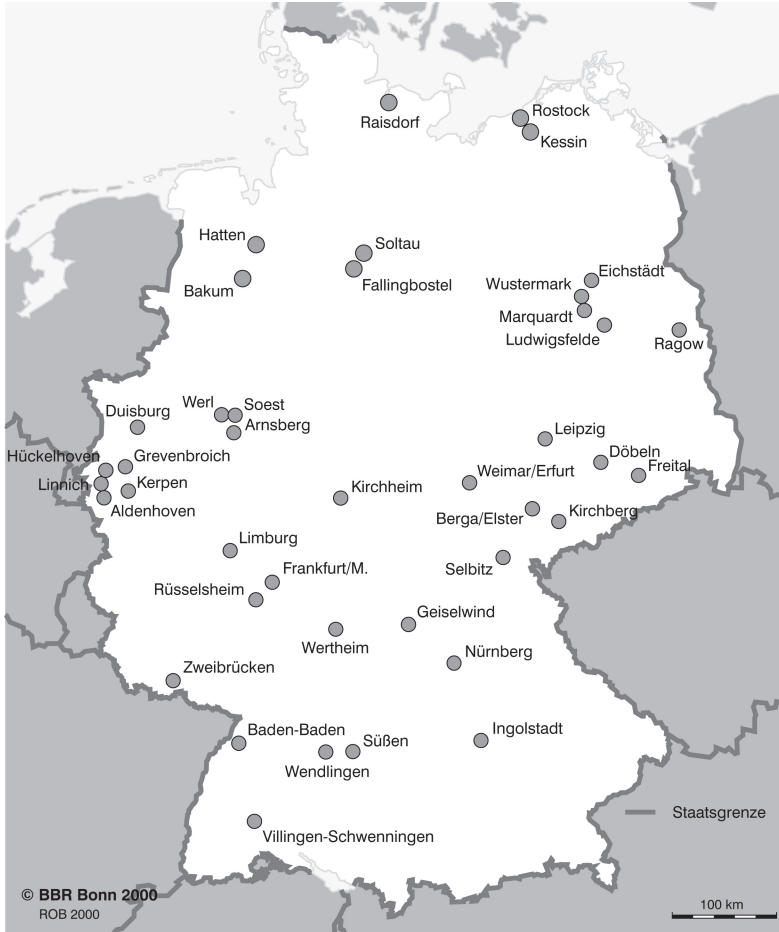 Rostock
Raisdorf
Kessin
Hatten
Soltau
Eichstädt
Bakum
Fallingbostel
Wustermark
Marquardt
Ludwigsfelde
Ragow
Werl
Soest
Duisburg
Arnsberg
Leipzig
Hückelhoven
Grevenbroich
Döbeln
Freital
Weimar/Erfurt
Linnich
Kerpen
Kirchheim
Aldenhoven
Berga/Elster
Kirchberg
Limburg
Frankfurt/M.
Selbitz
Rüsselsheim
Geiselwind
Wertheim
Nürnberg
Zweibrücken
Baden-Baden
Süßen
Ingolstadt
Wendlingen
Staatsgrenze
Villingen-Schwenningen
© BBR Bonn 2000
ROB 2000
100 km